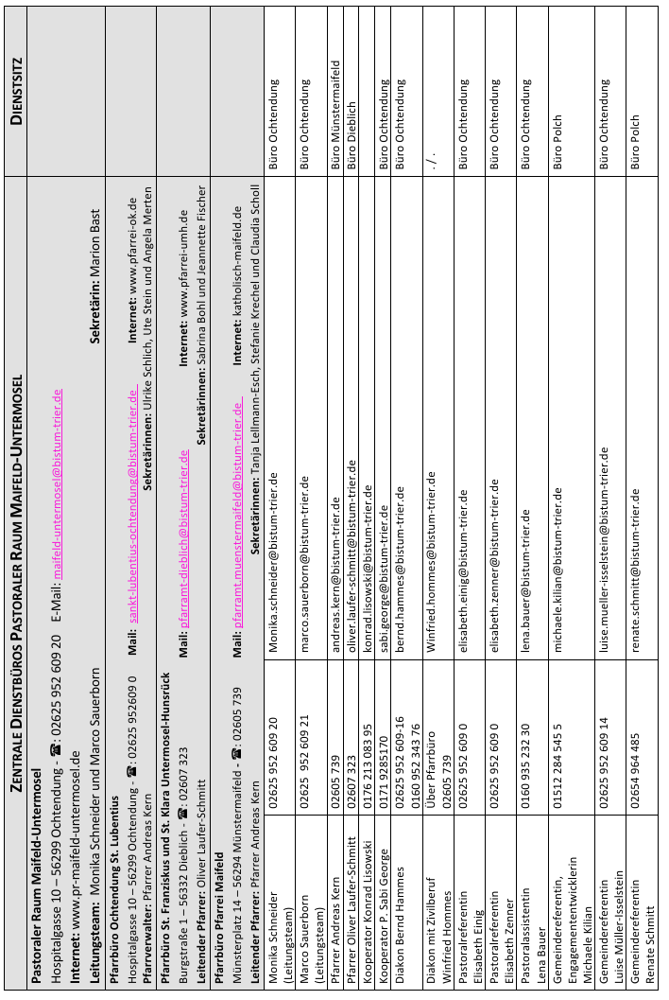 ZENTRALE DIENSTBÜROS PASTORALER RAUM MAIFELD-UNTERMOSEL
DIENSTSITZ
Pastoraler Raum Maifeld-Untermosel
Hospitalgasse 10 – 56299 Ochtendung - ☎: 02625 952 609 20 E-Mail: maifeld-untermosel@bistum-trier.de
Internet: www.pr-maifeld-untermosel.de
Leitungsteam: Monika Schneider und Marco Sauerborn Sekretärin: Marion Bast
Pfarrbüro Ochtendung St. Lubentius
Hospitalgasse 10 – 56299 Ochtendung - ☎: 02625 952609 0 Mail: sankt-lubentius-ochtendung@bistum-trier.de Internet: www.pfarrei-ok.de
Pfarrverwalter: Pfarrer Andreas Kern Sekretärinnen: Ulrike Schlich, Ute Stein und Angela Merten
Pfarrbüro St. Franziskus und St. Klara Untermosel-Hunsrück
Burgstraße 1 – 56332 Dieblich - ☎: 02607 323 Mail: pfarramt-dieblich@bistum-trier.de Internet: www.pfarrei-umh.de
Leitender Pfarrer: Oliver Laufer-Schmitt Sekretärinnen: Sabrina Bohl und Jeannette Fischer
Pfarrbüro Pfarrei Maifeld
Münsterplatz 14 – 56294 Münstermaifeld - ☎: 02605 739 Mail: pfarramt.muenstermaifeld@bistum-trier.de Internet: katholisch-maifeld.de
Leitender Pfarrer: Pfarrer Andreas Kern Sekretärinnen: Tanja Lellmann-Esch, Stefanie Krechel und Claudia Scholl
Monika Schneider 02625 952 609 20 Monika.schneider@bistum-trier.de Büro Ochtendung
(Leitungsteam)
Marco Sauerborn 02625 952 609 21 marco.sauerborn@bistum-trier.de Büro Ochtendung
(Leitungsteam)
Pfarrer Andreas Kern 02605 739 andreas.kern@bistum-trier.de Büro Münstermaifeld
Pfarrer Oliver Laufer-Schmitt 02607 323 oliver.laufer-schmitt@bistum-trier.de Büro Dieblich
Kooperator Konrad Lisowski 0176 213 083 95 konrad.lisowski@bistum-trier.de
Kooperator P. Sabi George 0171 9285170 sabi.george@bistum-trier.de Büro Ochtendung
Diakon Bernd Hammes 02625 952 609-16 bernd.hammes@bistum-trier.de Büro Ochtendung
0160 952 343 76
Diakon mit Zivilberuf Über Pfarrbüro Winfried.hommes@bistum-trier.de . / .
Winfried Hommes 02605 739
Pastoralreferentin 02625 952 609 0 elisabeth.einig@bistum-trier.de Büro Ochtendung
Elisabeth Einig
Pastoralreferentin 02625 952 609 0 elisabeth.zenner@bistum-trier.de Büro Ochtendung
Elisabeth Zenner
Pastoralassistentin 0160 935 232 30 lena.bauer@bistum-trier.de Büro Ochtendung
Lena Bauer
Gemeindereferentin, 01512 284 545 5 michaele.kilian@bistum-trier.de Büro Polch
Engagemententwicklerin
Michaele Kilian
Gemeindereferentin 02625 952 609 14 luise.mueller-isselstein@bistum-trier.de Büro Ochtendung
Luise Müller-Isselstein
Gemeindereferentin 02654 964 485 renate.schmitt@bistum-trier.de Büro Polch
Renate Schmitt